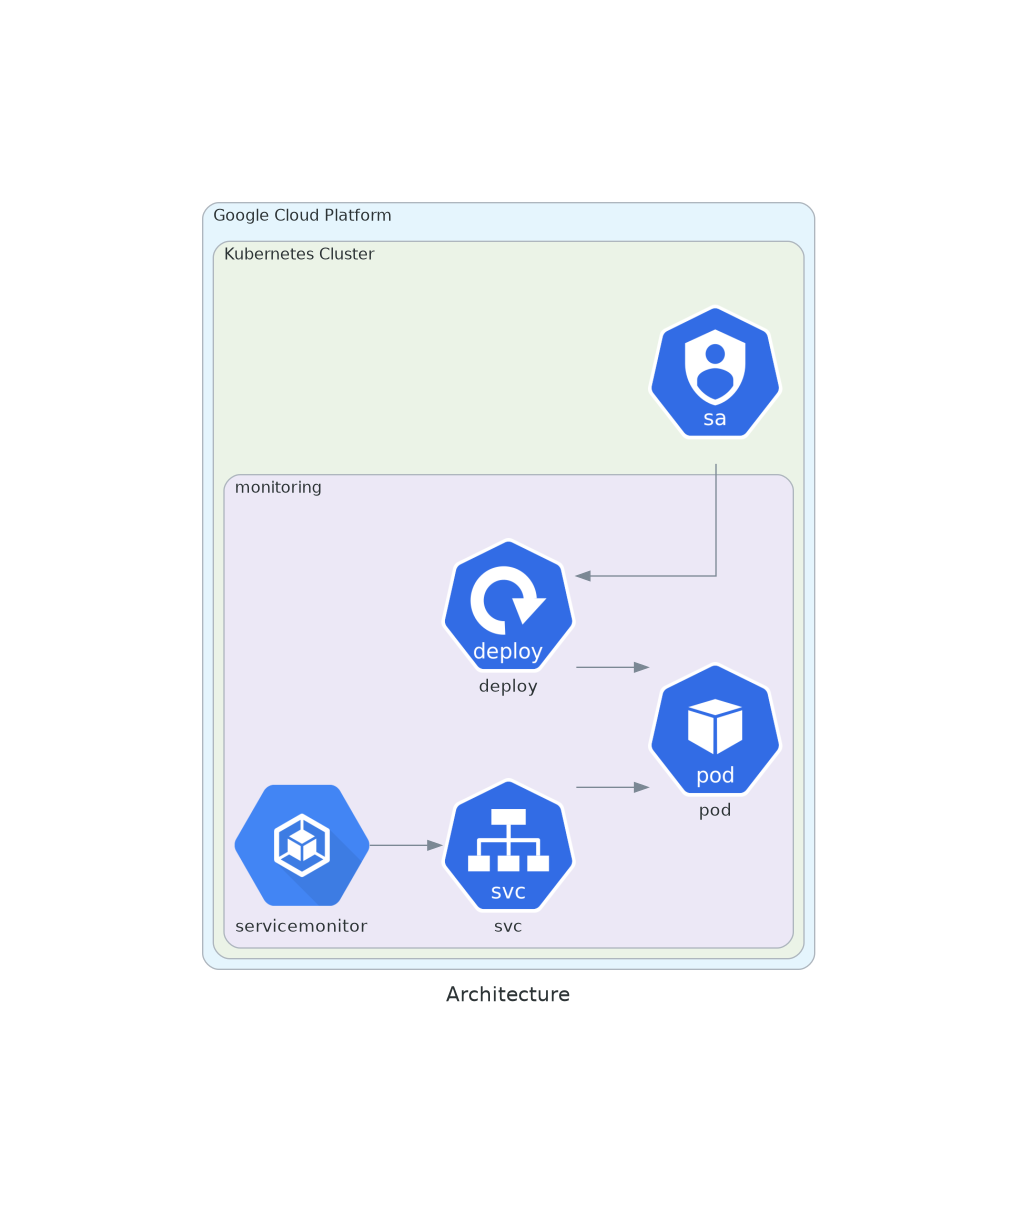 Google Cloud Platform
Kubernetes Cluster
sa
monitoring
deploy
deploy
pod
pod
svc
servicemonitor
svc
Architecture